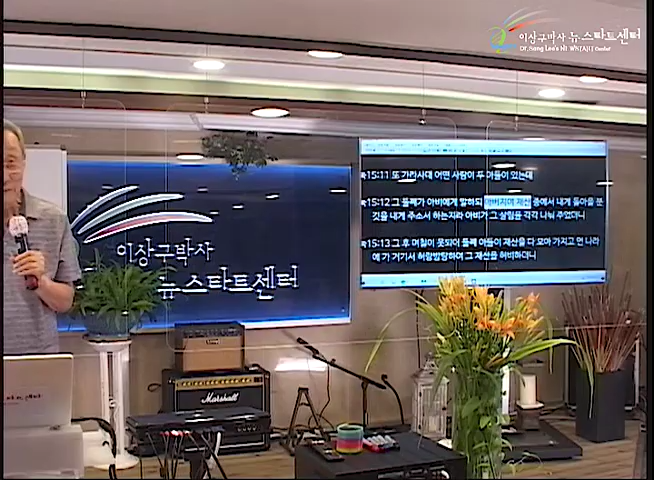 이상구박사 뉴스타트센터
Dr.Sang Lee's NEWSTART Center
15:11 또 가라사대 어떤 사람이 두 아들이 있는데
15:12 그 둘째가 아비에게 말하되 아버지여 재산 중에서 내게 돌아올 분
깃을 내게 주소서 하는지라 아비가 그 살림을 각각 나눠 주었더니
15:13 그 후 며칠이 못되어 둘째 아들이 재산을 다 모아 가지고 먼 나라
에 가 거기서 허랑방탕하여 그 재산을 허비하더니
이상구박사
뉴스타트센터
Marshall